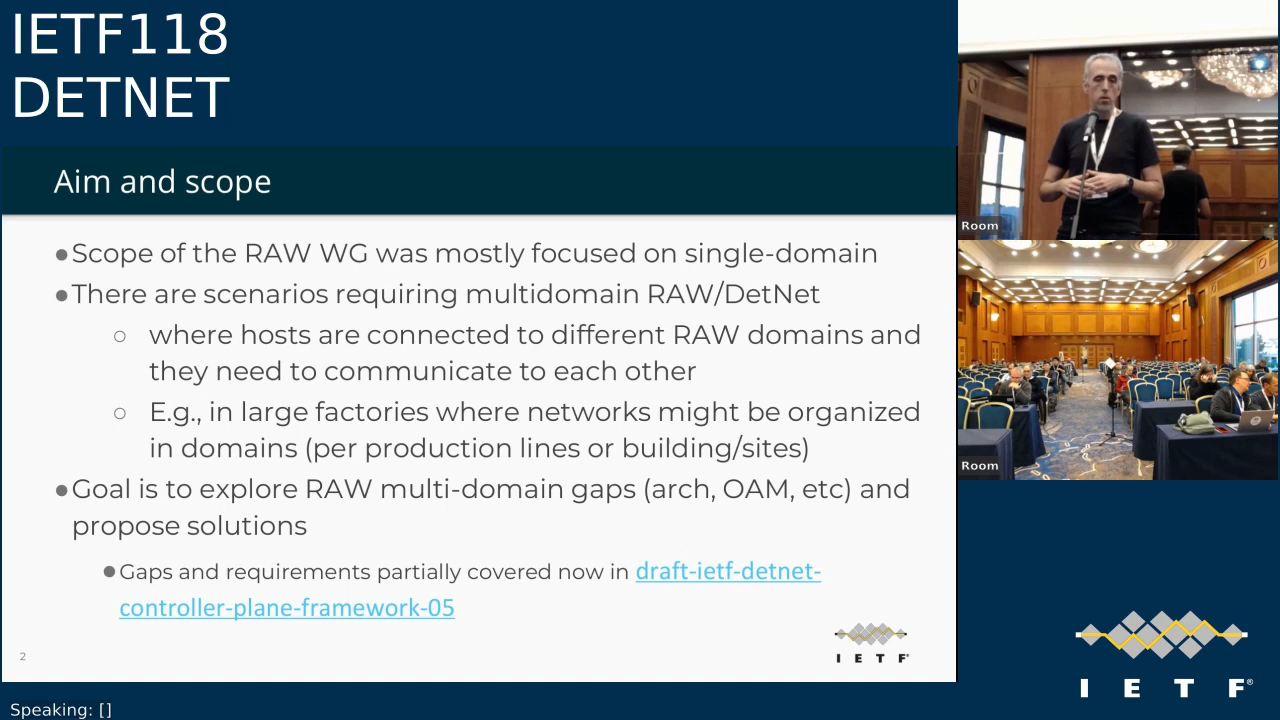 IETF118
DETNET
Aim and scope
●Scope of the RAW WG was mostly focused on single-domain
●There are scenarios requiring multidomain RAW/DetNet
○ where hosts are connected to different RAW domains and
they need to communicate to each other
○ E.g., in large factories where networks might be organized
in domains (per production lines or building/sites)
●Goal is to explore RAW multi-domain gaps (arch, OAM, etc) and
propose solutions
●Gaps and requirements partially covered now in draft-ietf-detnet-
controller-plane-framework-05
2
I E T F®
Room
Room
I E T F®
Speaking: []